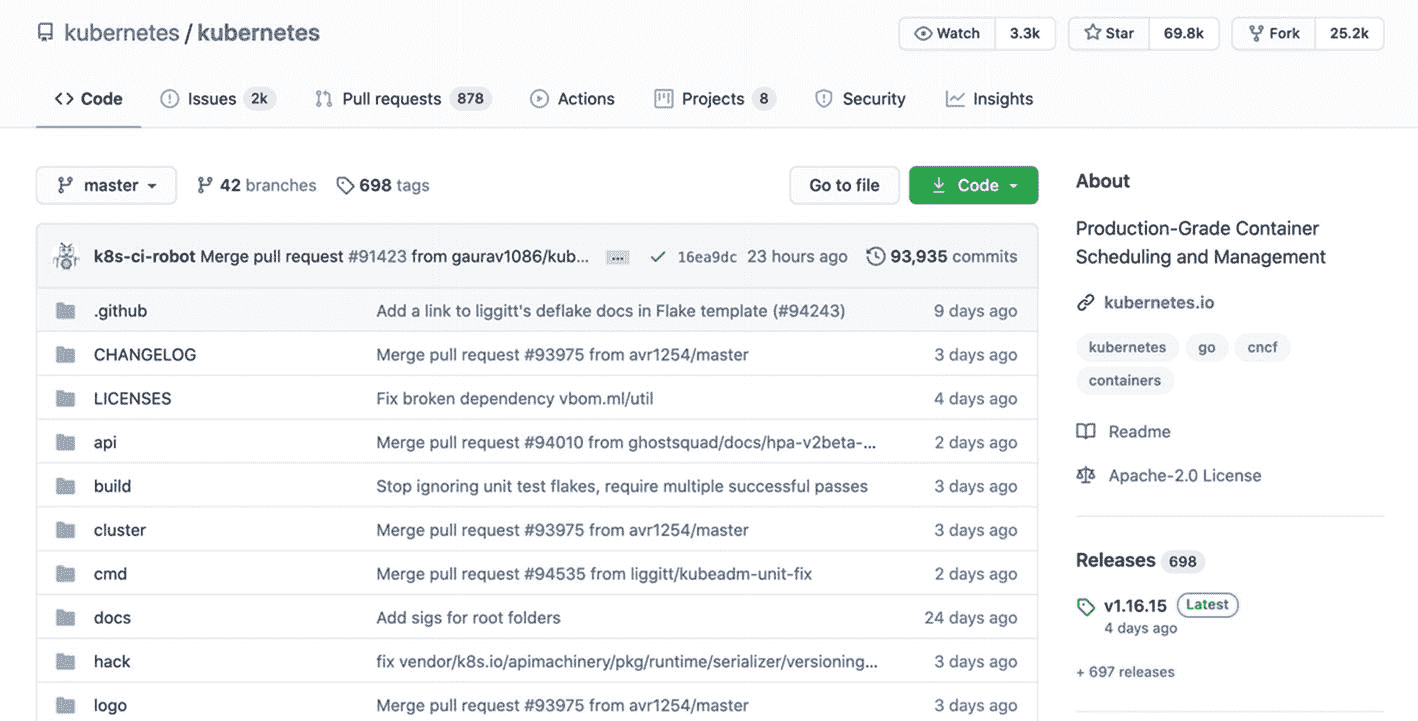 kubernetes / kubernetes
Watch 3.3k Star 69.8k Fork 25.2k
Code Issues 2k Pull requests 878 Actions Projects 8 Security Insights
master 42 branches 698 tags Go to file Code
k8s-ci-robot Merge pull request #91423 from gaurav1086/kub... ... 16ea9dc 23 hours ago 93,935 commits
.github Add a link to liggitt's deflake docs in Flake template (#94243) 9 days ago
CHANGELOG Merge pull request #93975 from avr1254/master 3 days ago
LICENSES Fix broken dependency vbom.ml/util 4 days ago
api Merge pull request #94010 from ghostsquad/docs/hpa-v2beta-... 2 days ago
build Stop ignoring unit test flakes, require multiple successful passes 3 days ago
cluster Merge pull request #93975 from avr1254/master 3 days ago
cmd Merge pull request #94535 from liggitt/kubeadm-unit-fix 2 days ago
docs Add sigs for root folders 24 days ago
hack fix vendor/k8s.io/apimachinery/pkg/runtime/serializer/versioning... 3 days ago
logo Merge pull request #93975 from avr1254/master 3 days ago
About
Production-Grade Container
Scheduling and Management
kubernetes.io
kubernetes go cncf
containers
Readme
Apache-2.0 License
Releases 698
v1.16.15 Latest
4 days ago
+ 697 releases